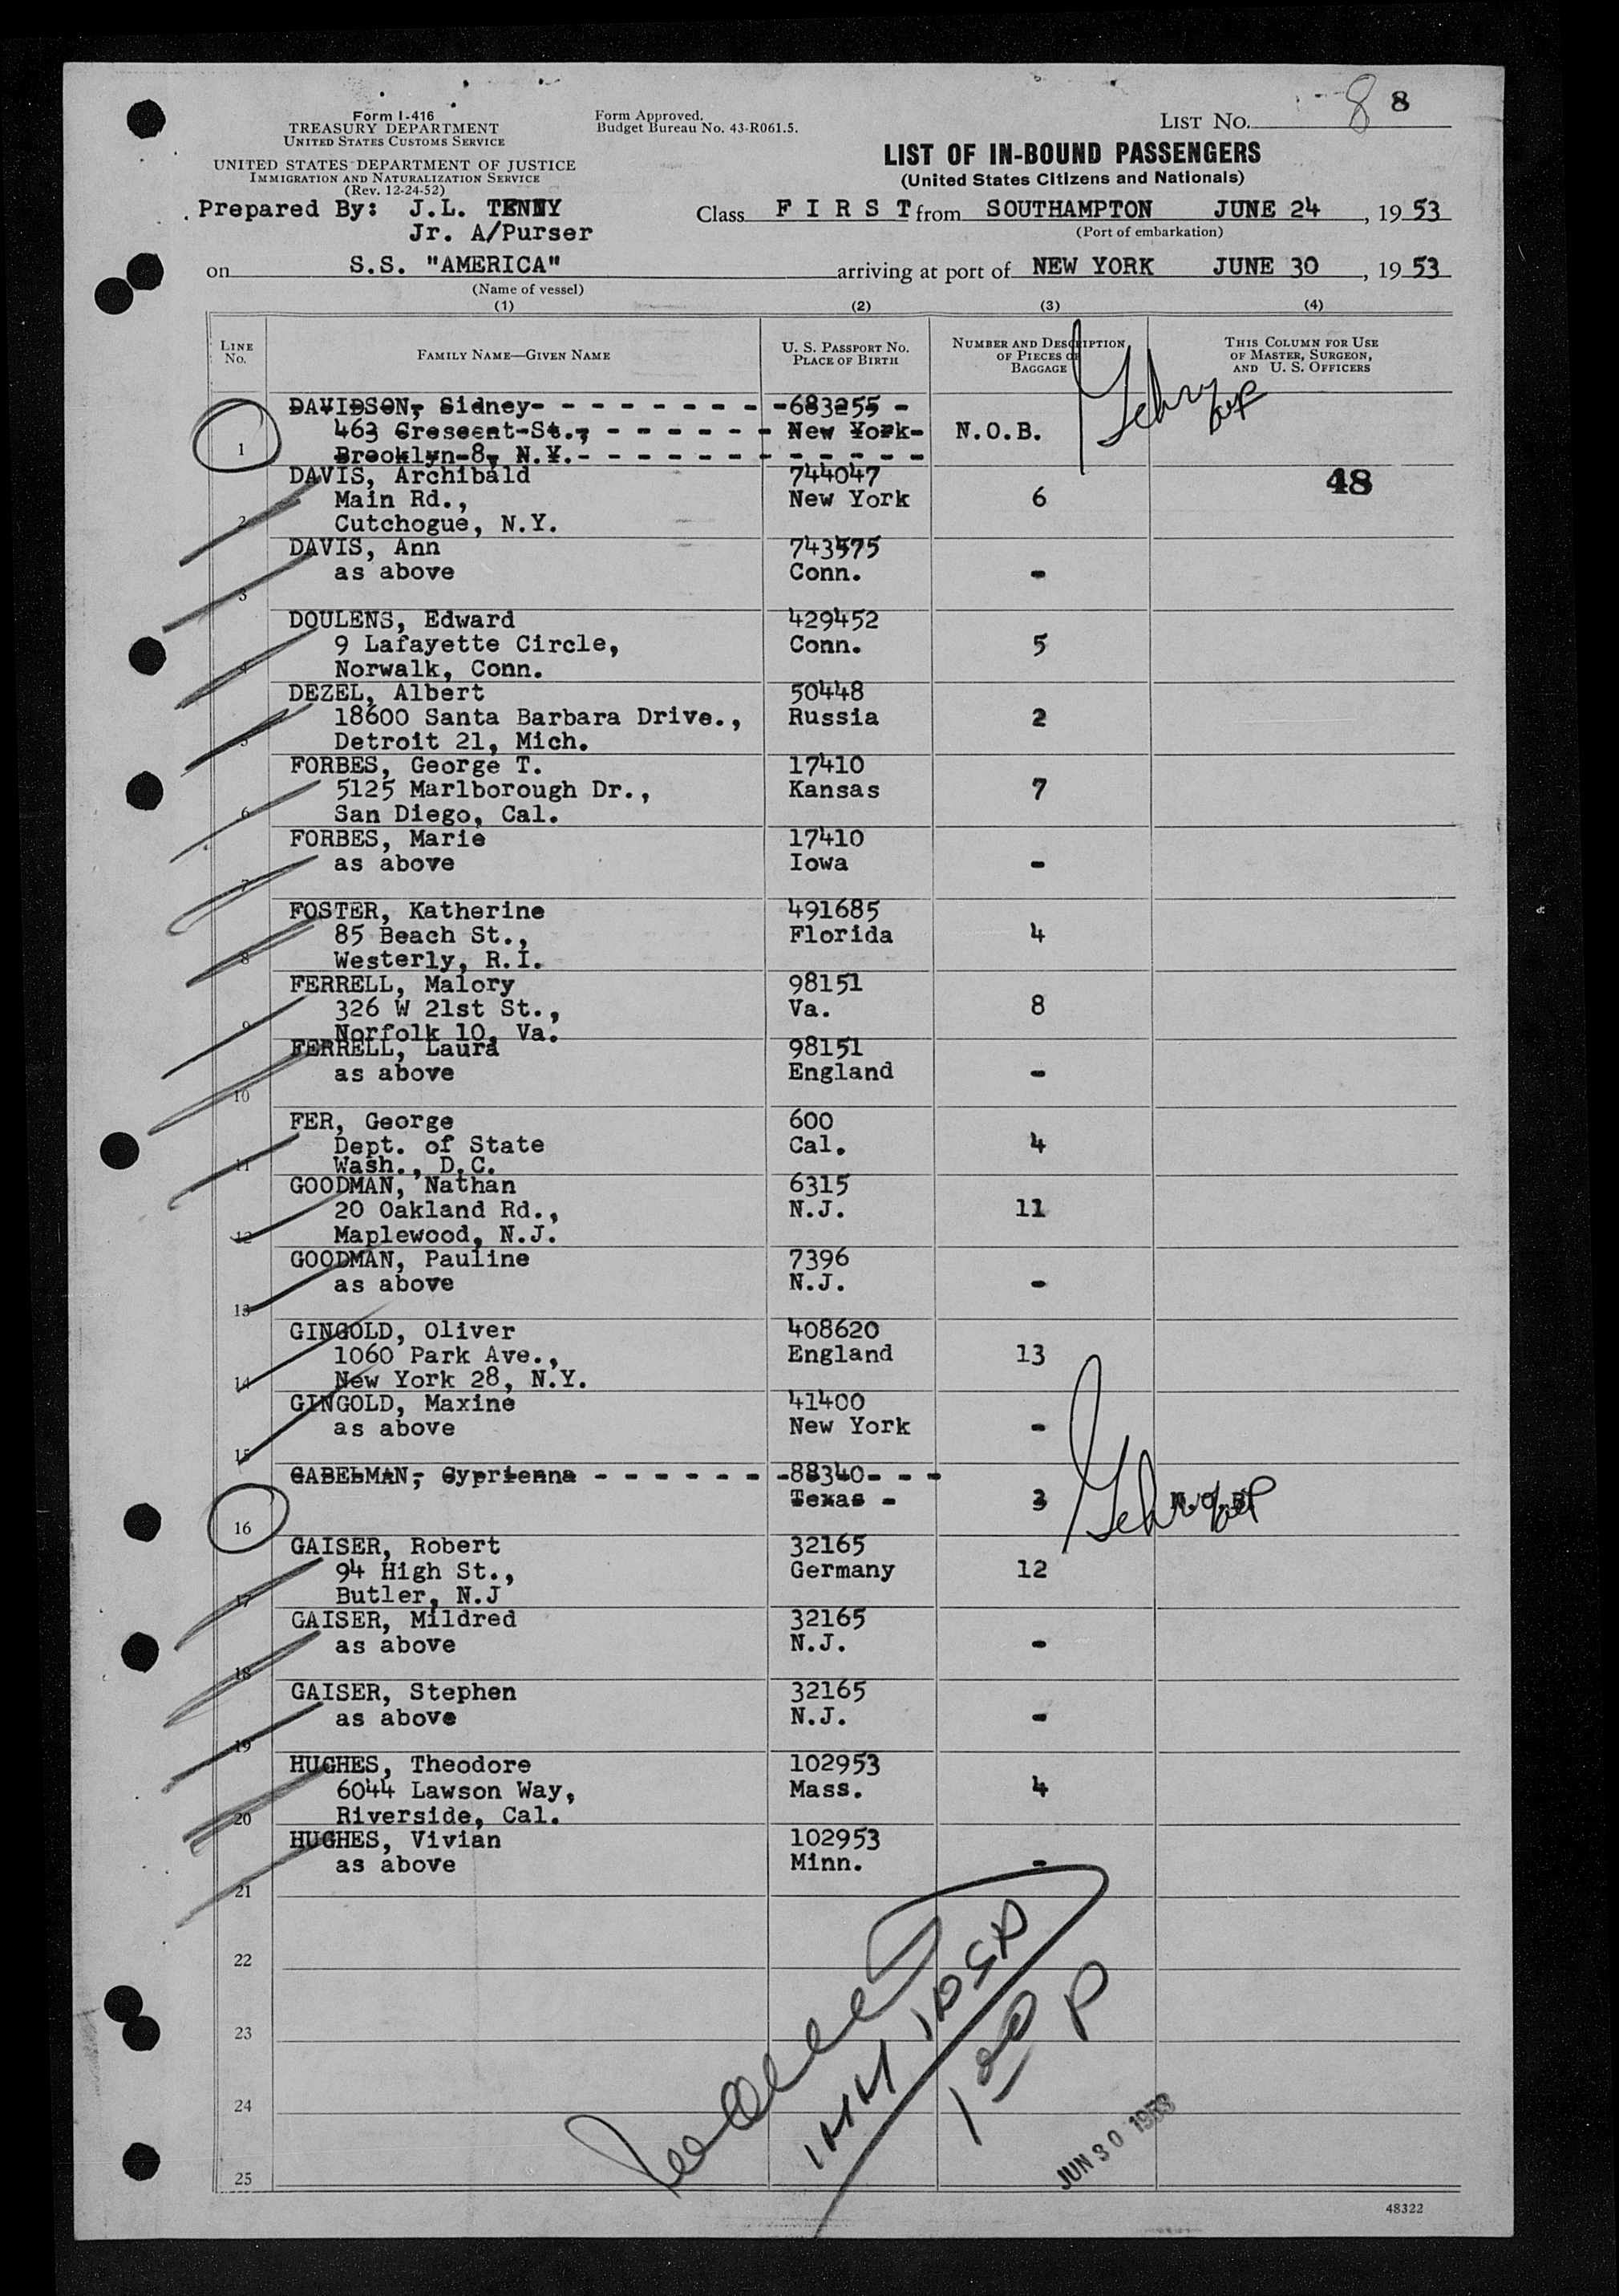 LIST No. 8 8
Form I-416
TREASURY DEPARTMENT
UNITED STATES CUSTOMS SERVICE
Form Approved.
Budget Bureau No. 43-R061.5.
UNITED STATES DEPARTMENT OF JUSTICE
IMMIGRATION AND NATURALIZATION SERVICE
(Rev. 12-24-52)
LIST OF IN-BOUND PASSENGERS
(United States Citizens and Nationals)
Prepared By: J.L. TENNY
Jr. A/Purser
Class F I R S T from SOUTHAMPTON JUNE 24, 1953
(Port of embarkation)
on S.S. "AMERICA" arriving at port of NEW YORK JUNE 30, 1953
(Name of vessel)
(1) (2) (3) (4)
LINE No. FAMILY NAME—GIVEN NAME U. S. PASSPORT No. PLACE OF BIRTH NUMBER AND DESCRIPTION OF PIECES OF BAGGAGE THIS COLUMN FOR USE OF MASTER, SURGEON, AND U. S. OFFICERS
DAVIDSON, Sidney- - - - - - - - -683255 -
463 Crescent-St., - - - - - - - New York- N.O.B.
1 Brooklyn-8, N.Y.- - - - - - - - - - - -
DAVIS, Archibald 744047 48
Main Rd., New York 6
2 Cutchogue, N.Y.
DAVIS, Ann 743575
as above Conn. -
3
DOULENS, Edward 429452
9 Lafayette Circle, Conn. 5
4 Norwalk, Conn.
DEZEL, Albert 50448
18600 Santa Barbara Drive., Russia 2
5 Detroit 21, Mich.
FORBES, George T. 17410
5125 Marlborough Dr., Kansas 7
6 San Diego, Cal.
FORBES, Marie 17410
as above Iowa -
7
FOSTER, Katherine 491685
85 Beach St., Florida 4
8 Westerly, R.I.
FERRELL, Malory 98151
326 W 21st St., Va. 8
9 Norfolk 10, Va.
FERRELL, Laura 98151
as above England -
10
FER, George 600
Dept. of State Cal. 4
11 Wash., D.C.
GOODMAN, Nathan 6315
20 Oakland Rd., N.J. 11
12 Maplewood, N.J.
GOODMAN, Pauline 7396
as above N.J. -
13
GINGOLD, Oliver 408620
1060 Park Ave., England 13
14 New York 28, N.Y.
GINGOLD, Maxine 41400
as above New York -
15
GABELMAN, Cyprienna - - - - - - -88340- - -
Texas - 3
16
GAISER, Robert 32165
94 High St., Germany 12
17 Butler, N.J
GAISER, Mildred 32165
as above N.J. -
18
GAISER, Stephen 32165
as above N.J. -
19
HUGHES, Theodore 102953
6044 Lawson Way, Mass. 4
20 Riverside, Cal.
HUGHES, Vivian 102953
as above Minn. -
21
22
23
24
JUN 30 1953
25
48322